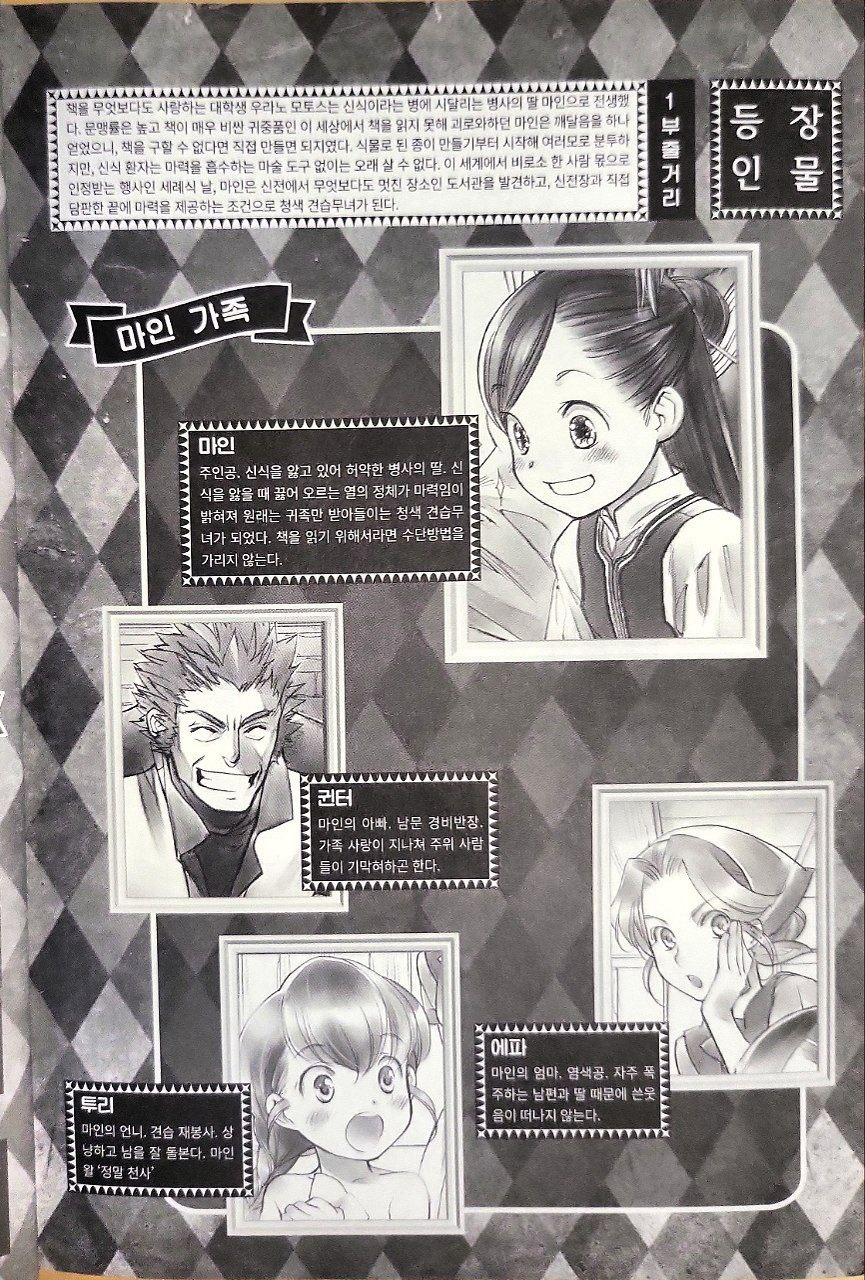 등장
인물
1부 줄거리
책을 무엇보다도 사랑하는 대학생 우라노 모토스는 신식이라는 병에 시달리는 병사의 딸 마인으로 전생했
다. 문맹률은 높고 책이 매우 비싼 귀중품인 이 세상에서 책을 읽지 못해 괴로와하던 마인은 깨달음을 하나
얻었으니, 책을 구할 수 없다면 직접 만들면 되지였다. 식물로 된 종이 만들기부터 시작해 여러모로 분투하
지만, 신식 환자는 마력을 흡수하는 마술 도구 없이는 오래 살 수 없다. 이 세계에서 비로소 한 사람 몫으로
인정받는 행사인 세례식 날, 마인은 신전에서 무엇보다도 멋진 장소인 도서관을 발견하고, 신전장과 직접
담판한 끝에 마력을 제공하는 조건으로 청색 견습무녀가 된다.
마인 가족
마인
주인공. 신식을 앓고 있어 허약한 병사의 딸. 신
식을 앓을 때 끓어 오르는 열의 정체가 마력임이
밝혀져 원래는 귀족만 받아들이는 청색 견습무
녀가 되었다. 책을 읽기 위해서라면 수단방법을
가리지 않는다.
귄터
마인의 아빠. 남문 경비반장.
가족 사랑이 지나쳐 주위 사람
들이 기막혀하곤 한다.
에파
마인의 엄마. 염색공. 자주 폭
주하는 남편과 딸 때문에 쓴웃
음이 떠나지 않는다.
투리
마인의 언니. 견습 재봉사. 상
냥하고 남을 잘 돌본다. 마인
왈 '정말 천사'